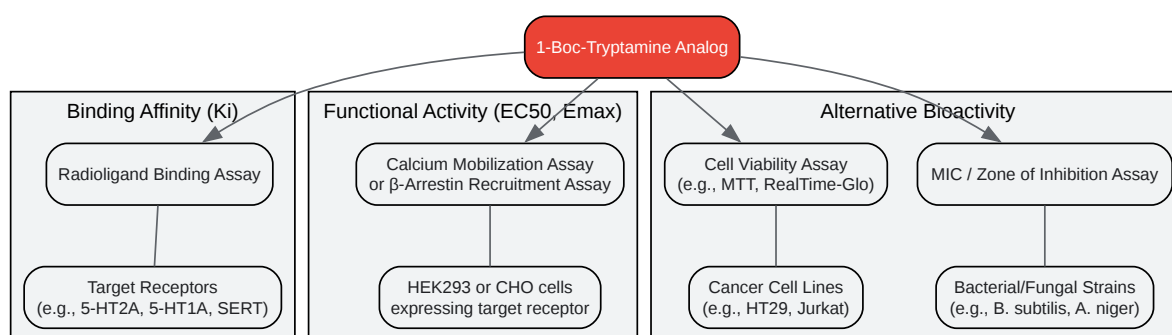 1-Boc-Tryptamine Analog
Binding Affinity (Ki)
Functional Activity (EC50, Emax)
Alternative Bioactivity
Radioligand Binding Assay
Calcium Mobilization Assay
or β-Arrestin Recruitment Assay
Cell Viability Assay
(e.g., MTT, RealTime-Glo)
MIC / Zone of Inhibition Assay
Target Receptors
(e.g., 5-HT2A, 5-HT1A, SERT)
HEK293 or CHO cells
expressing target receptor
Cancer Cell Lines
(e.g., HT29, Jurkat)
Bacterial/Fungal Strains
(e.g., B. subtilis, A. niger)